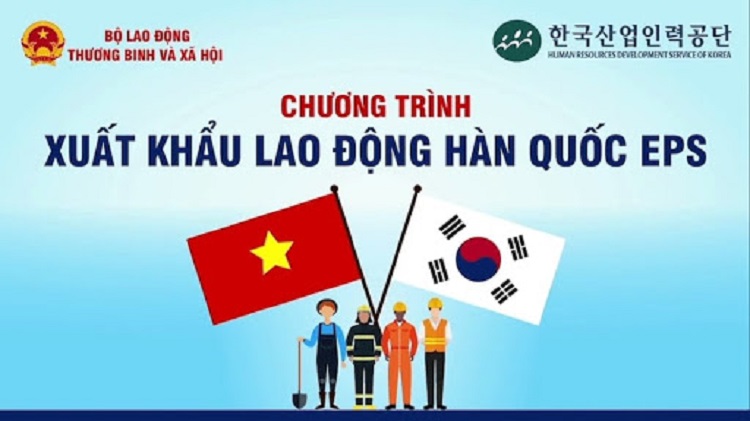 BỘ LAO ĐỘNG
THƯƠNG BINH VÀ XÃ HỘI
한국산업인력공단
HUMAN RESOURCES DEVELOPMENT SERVICE OF KOREA
CHƯƠNG TRÌNH
XUẤT KHẨU LAO ĐỘNG HÀN QUỐC EPS